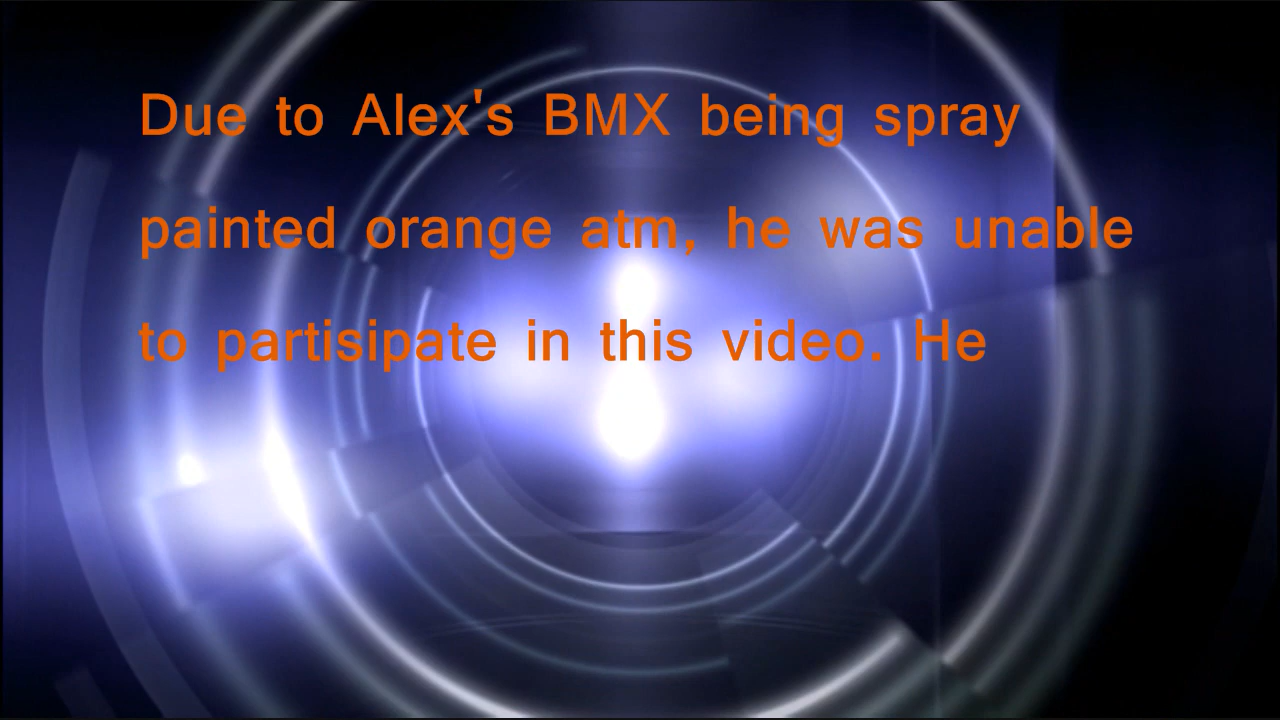 Due to Alex's BMX being spray
painted orange atm, he was unable
to partisipate in this video. He